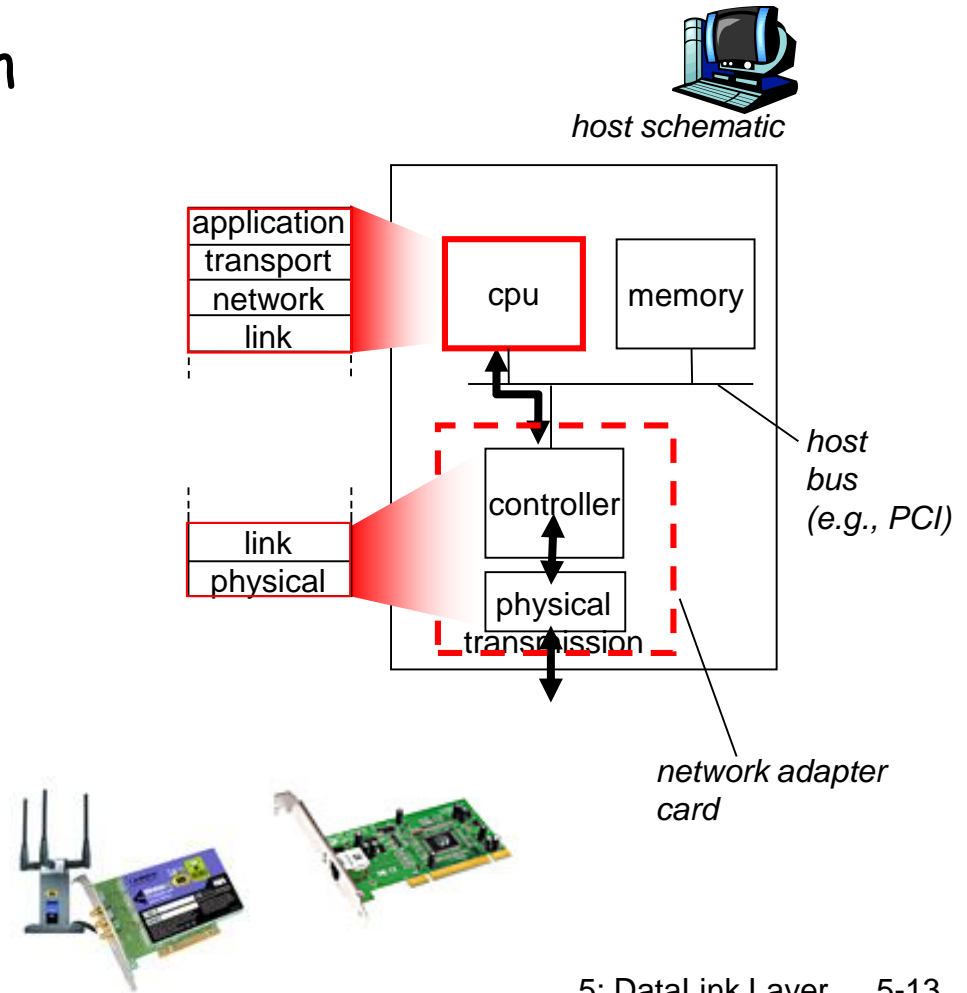 n
host schematic
application
transport
network
link
cpu
memory
host
bus
(e.g., PCI)
controller
link
physical
physical
transmission
network adapter
card
5: DataLink Layer 5-13